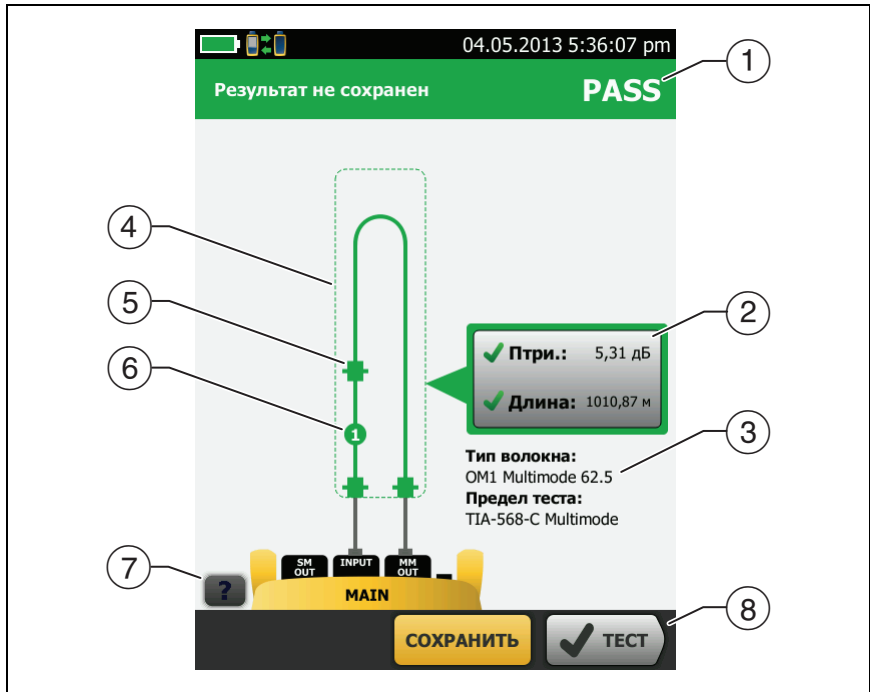 04.05.2013 5:36:07 pm
1
Результат не сохранен PASS
4
5
2
Птри.: 5,31 дБ
6
Длина: 1010,87 м
1
3
Тип волокна:
OM1 Multimode 62.5
Предел теста:
TIA-568-C Multimode
7
SM OUT
INPUT
MM OUT
?
MAIN
8
СОХРАНИТЬ
ТЕСТ